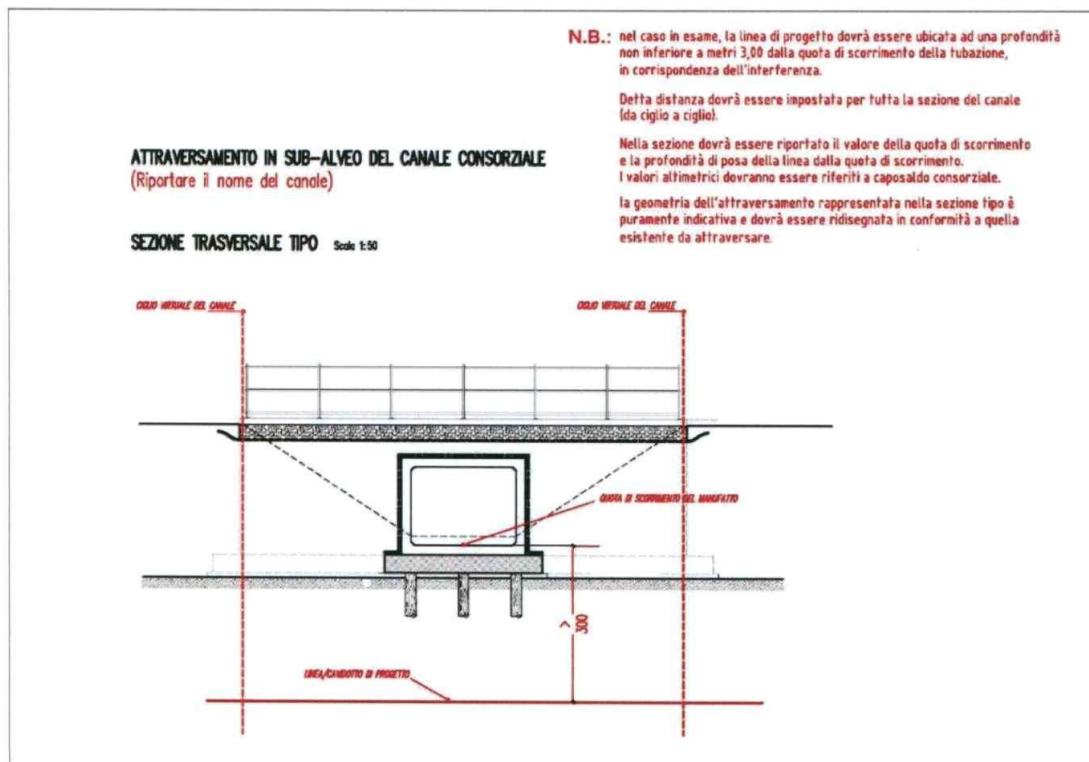 N.B.: nel caso in esame, la linea di progetto dovrà essere ubicata ad una profondità
non inferiore a metri 3,00 dalla quota di scorrimento della tubazione,
in corrispondenza dell'interferenza.
Detta distanza dovrà essere impostata per tutta la sezione del canale
(da ciglio a ciglio).
Nella sezione dovrà essere riportato il valore della quota di scorrimento
e la profondità di posa della linea dalla quota di scorrimento.
I valori altimetrici dovranno essere riferiti a caposaldo consorziale.
la geometria dell'attraversamento rappresentata nella sezione tipo è
puramente indicativa e dovrà essere ridisegnata in conformità a quella
esistente da attraversare.
ATTRAVERSAMENTO IN SUB-ALVEO DEL CANALE CONSORZIALE
(Riportare il nome del canale)
SEZIONE TRASVERSALE TIPO Scala 1:50
CIGLIO VIRTUALE DEL CANALE
CIGLIO VIRTUALE DEL CANALE
QUOTA DI SCORRIMENTO DEL MANUFATTO
> 300
LINEA/CANDOTTO DI PROGETTO